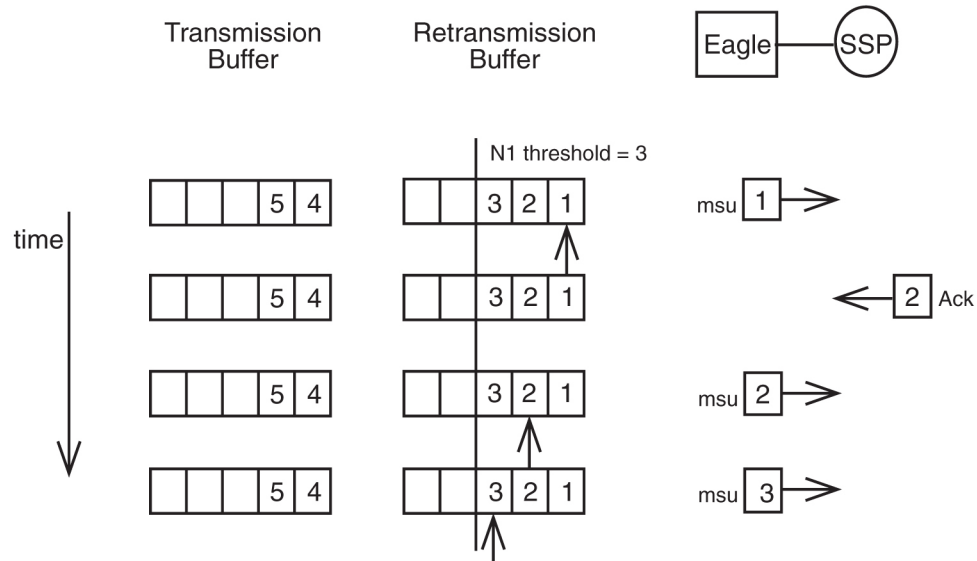 Transmission
Buffer
Retransmission
Buffer
Eagle
SSP
N1 threshold = 3
5 4
3 2 1
msu 1
time
5 4
3 2 1
2 Ack
5 4
3 2 1
msu 2
5 4
3 2 1
msu 3